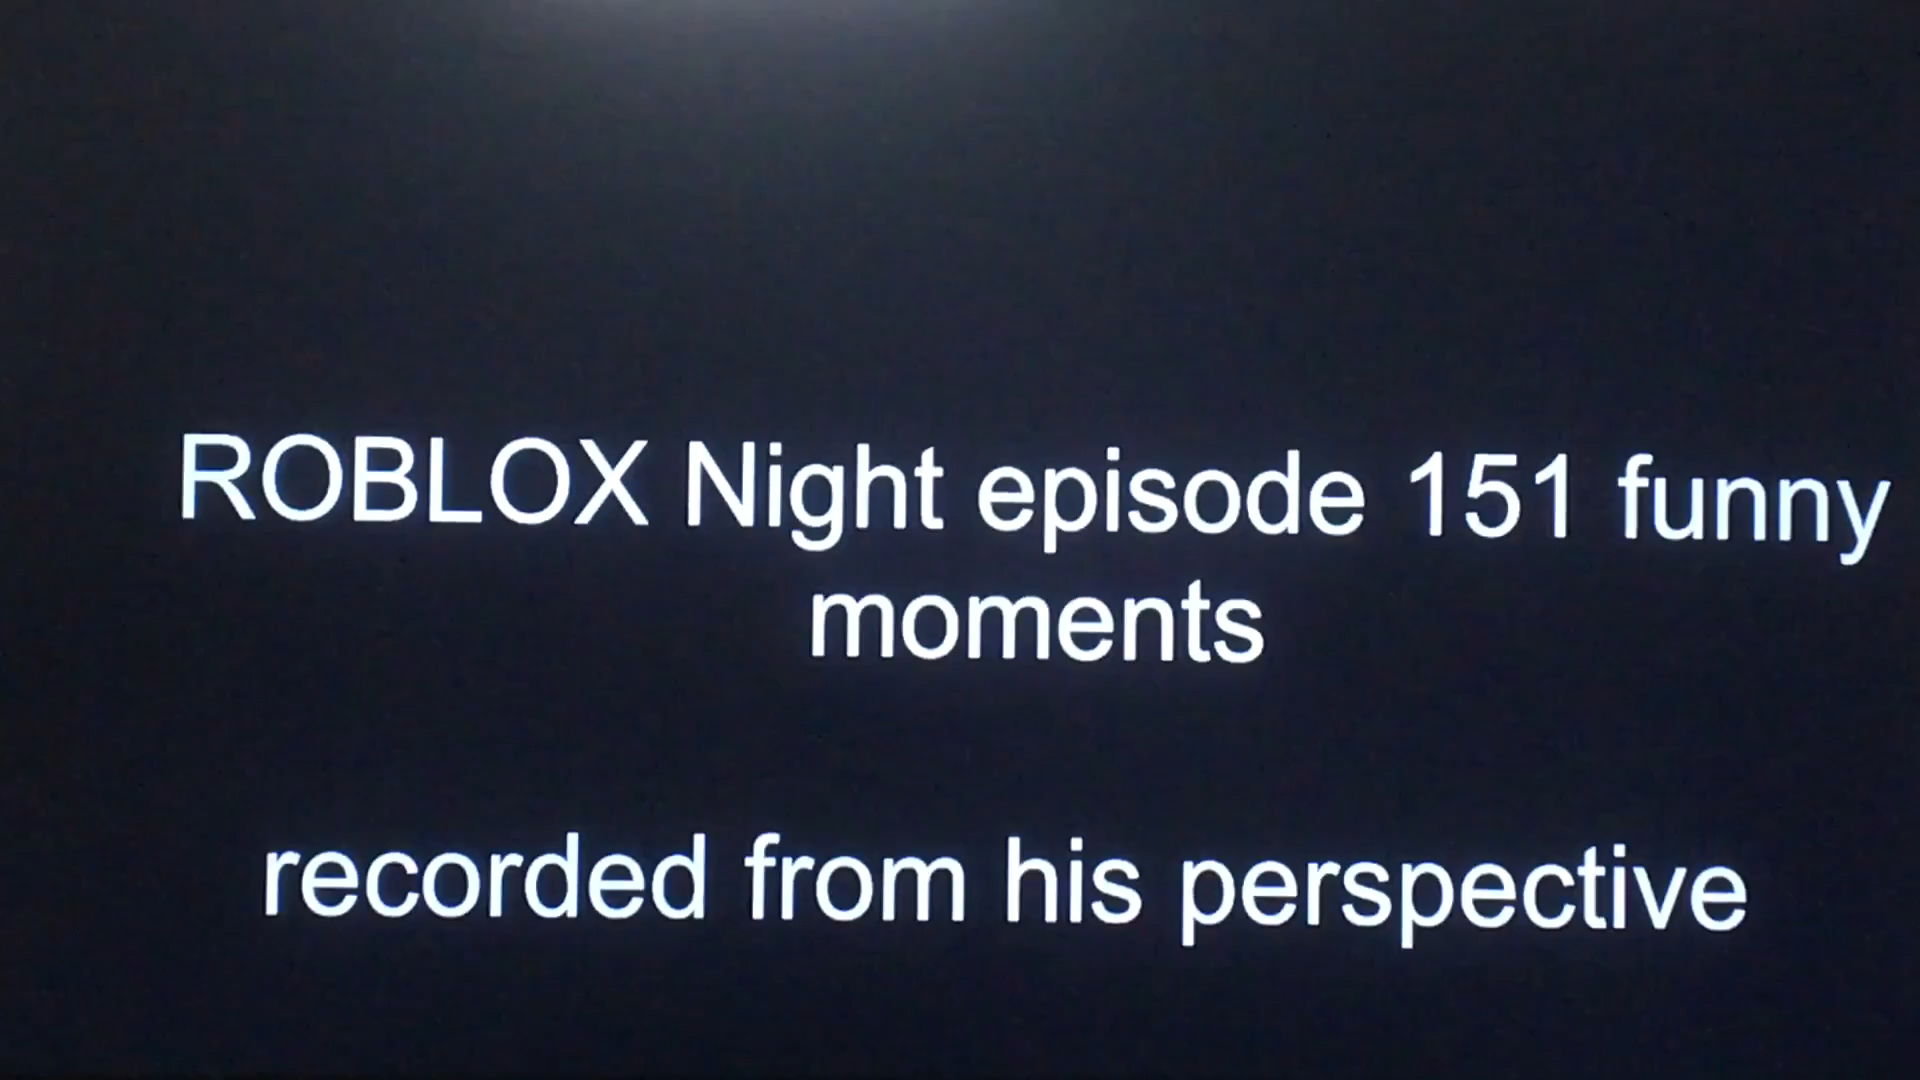 ROBLOX Night episode 151 funny
moments
recorded from his perspective